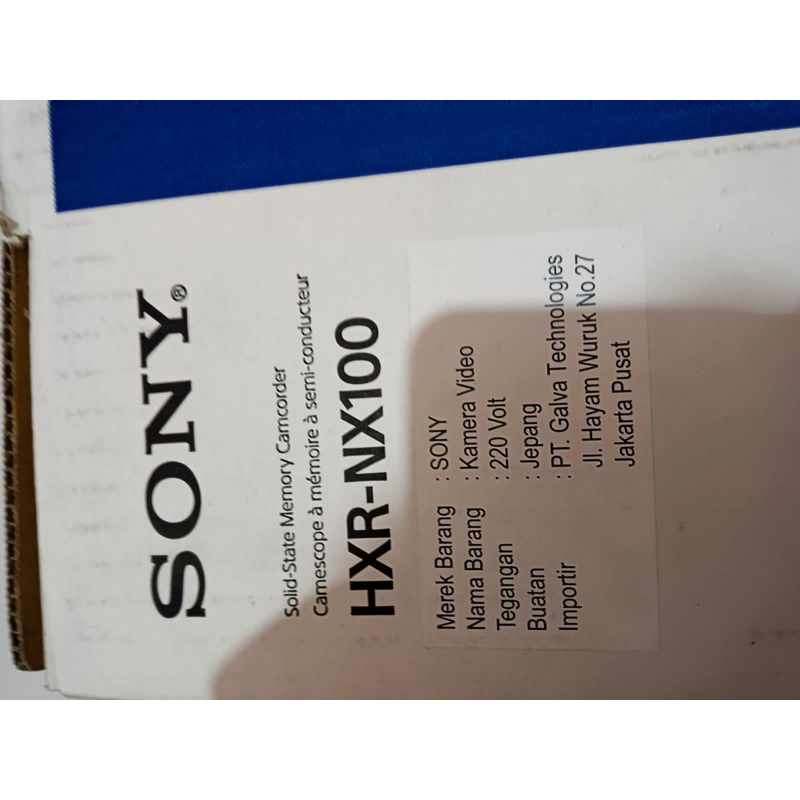 SONY®
Solid-State Memory Camcorder
Camescope à mémoire à semi-conducteur
HXR-NX100
Merek Barang : SONY
Nama Barang : Kamera Video
Tegangan : 220 Volt
Buatan : Jepang
Importir : PT. Galva Technologies
Jl. Hayam Wuruk No.27
Jakarta Pusat